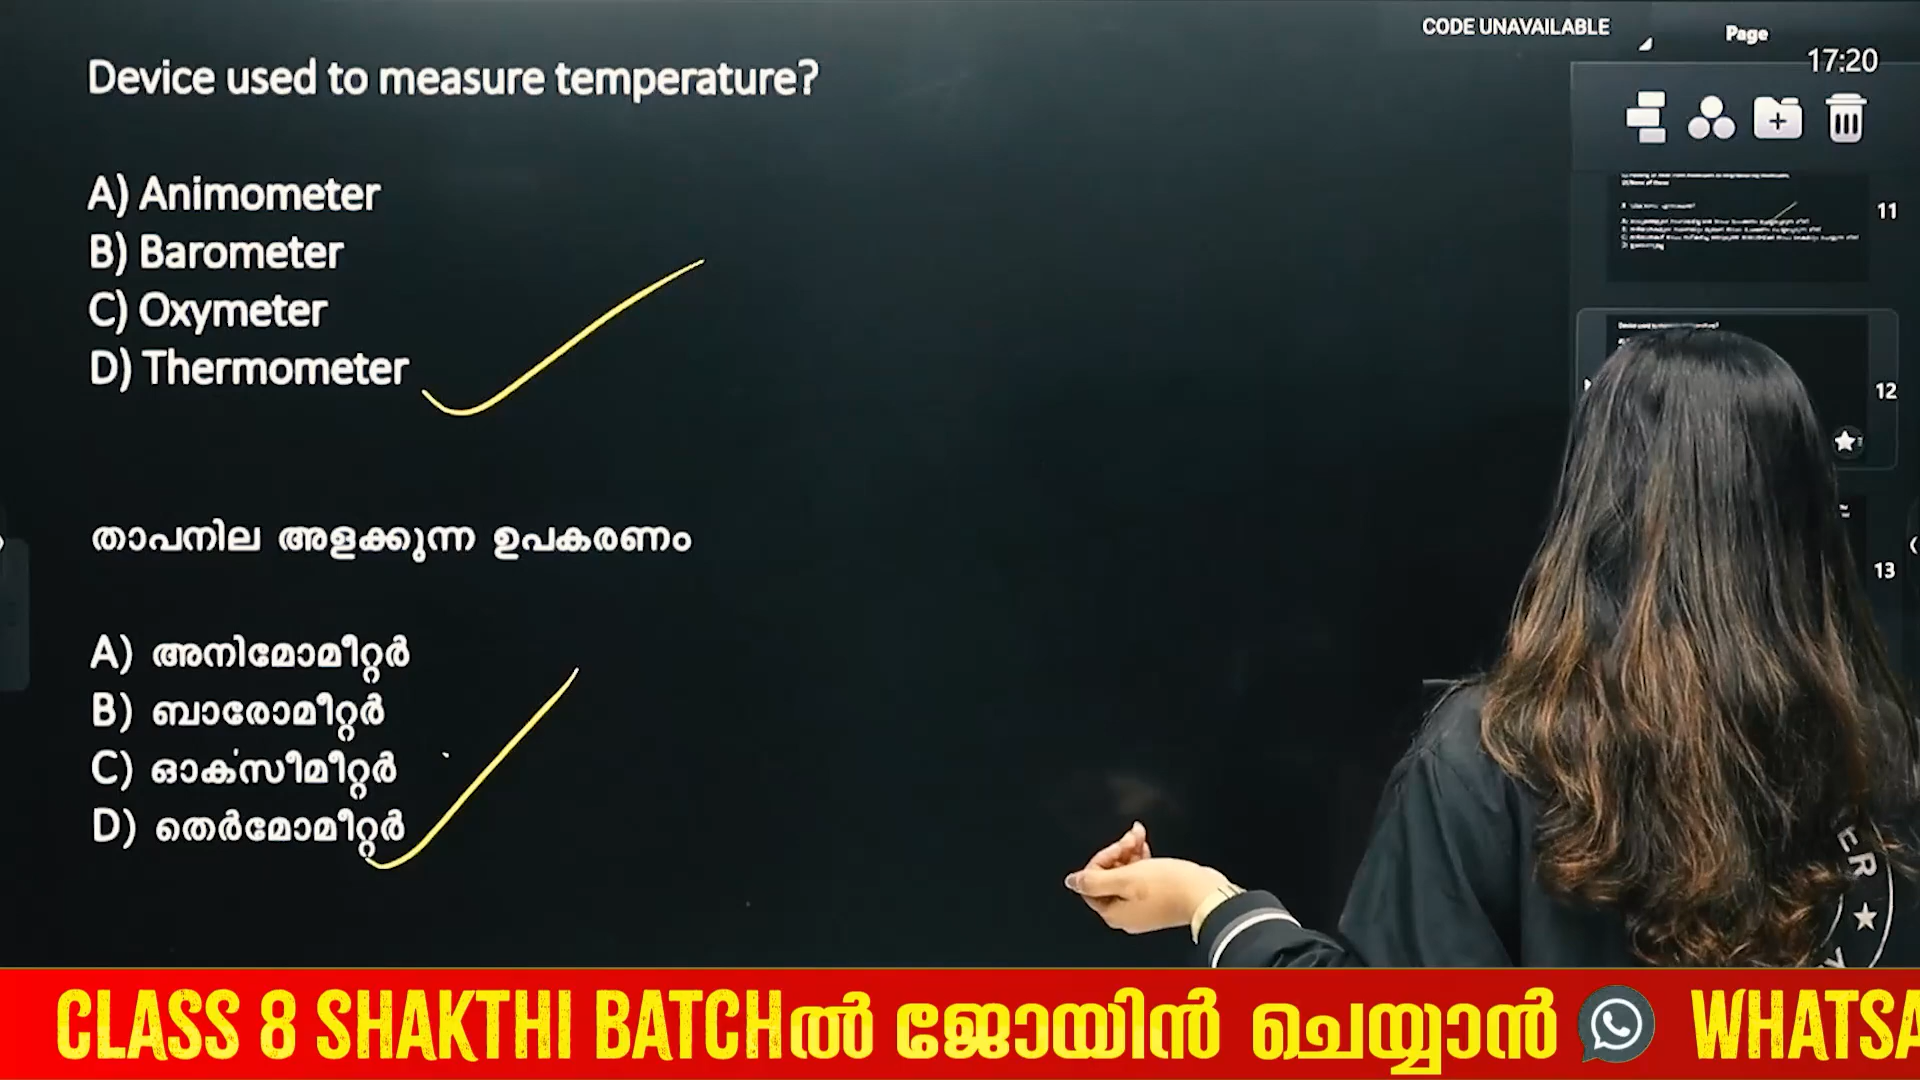 CODE UNAVAILABLE
Page
17:20
Device used to measure temperature?
A) Animometer
B) Barometer
C) Oxymeter
D) Thermometer
താപനില അളക്കുന്ന ഉപകരണം
A) അനിമോമീറ്റർ
B) ബാരോമീറ്റർ
C) ഓക്സീമീറ്റർ
D) തെർമോമീറ്റർ
11
12
13
ER
CLASS 8 SHAKTHI BATCHൽ ജോയിൻ ചെയ്യാൻ WHATSA